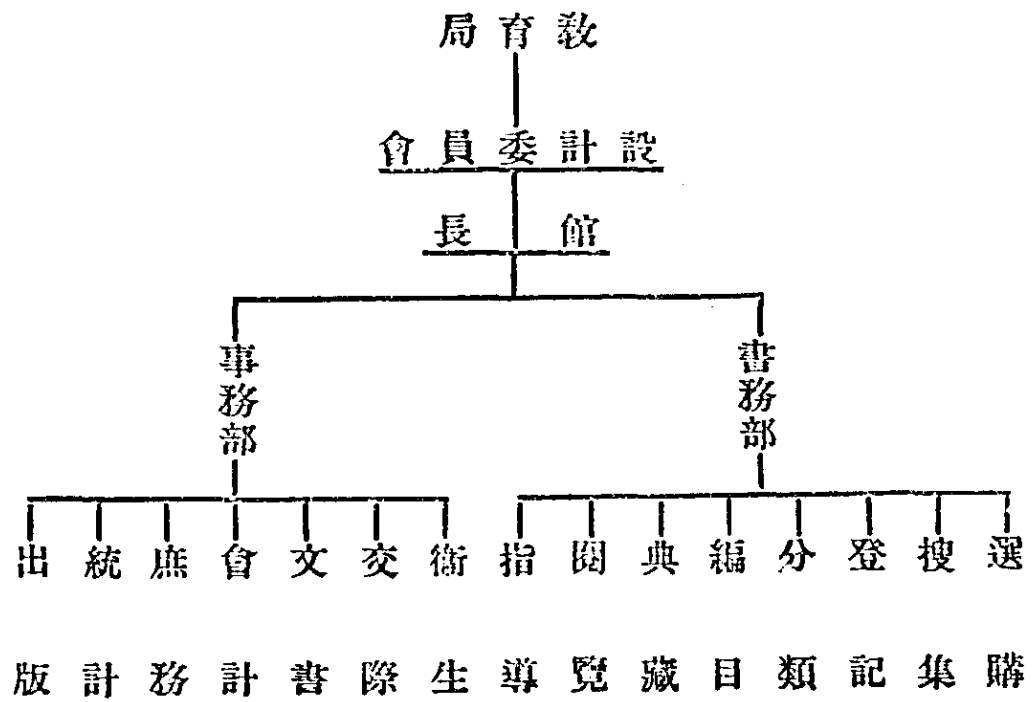 教育局
設計委員會
館長
書務部
事務部
選購
搜集
登記
分類
編目
典藏
閱覽
指導
衛生
交際
文書
會計
庶務
統計
出版